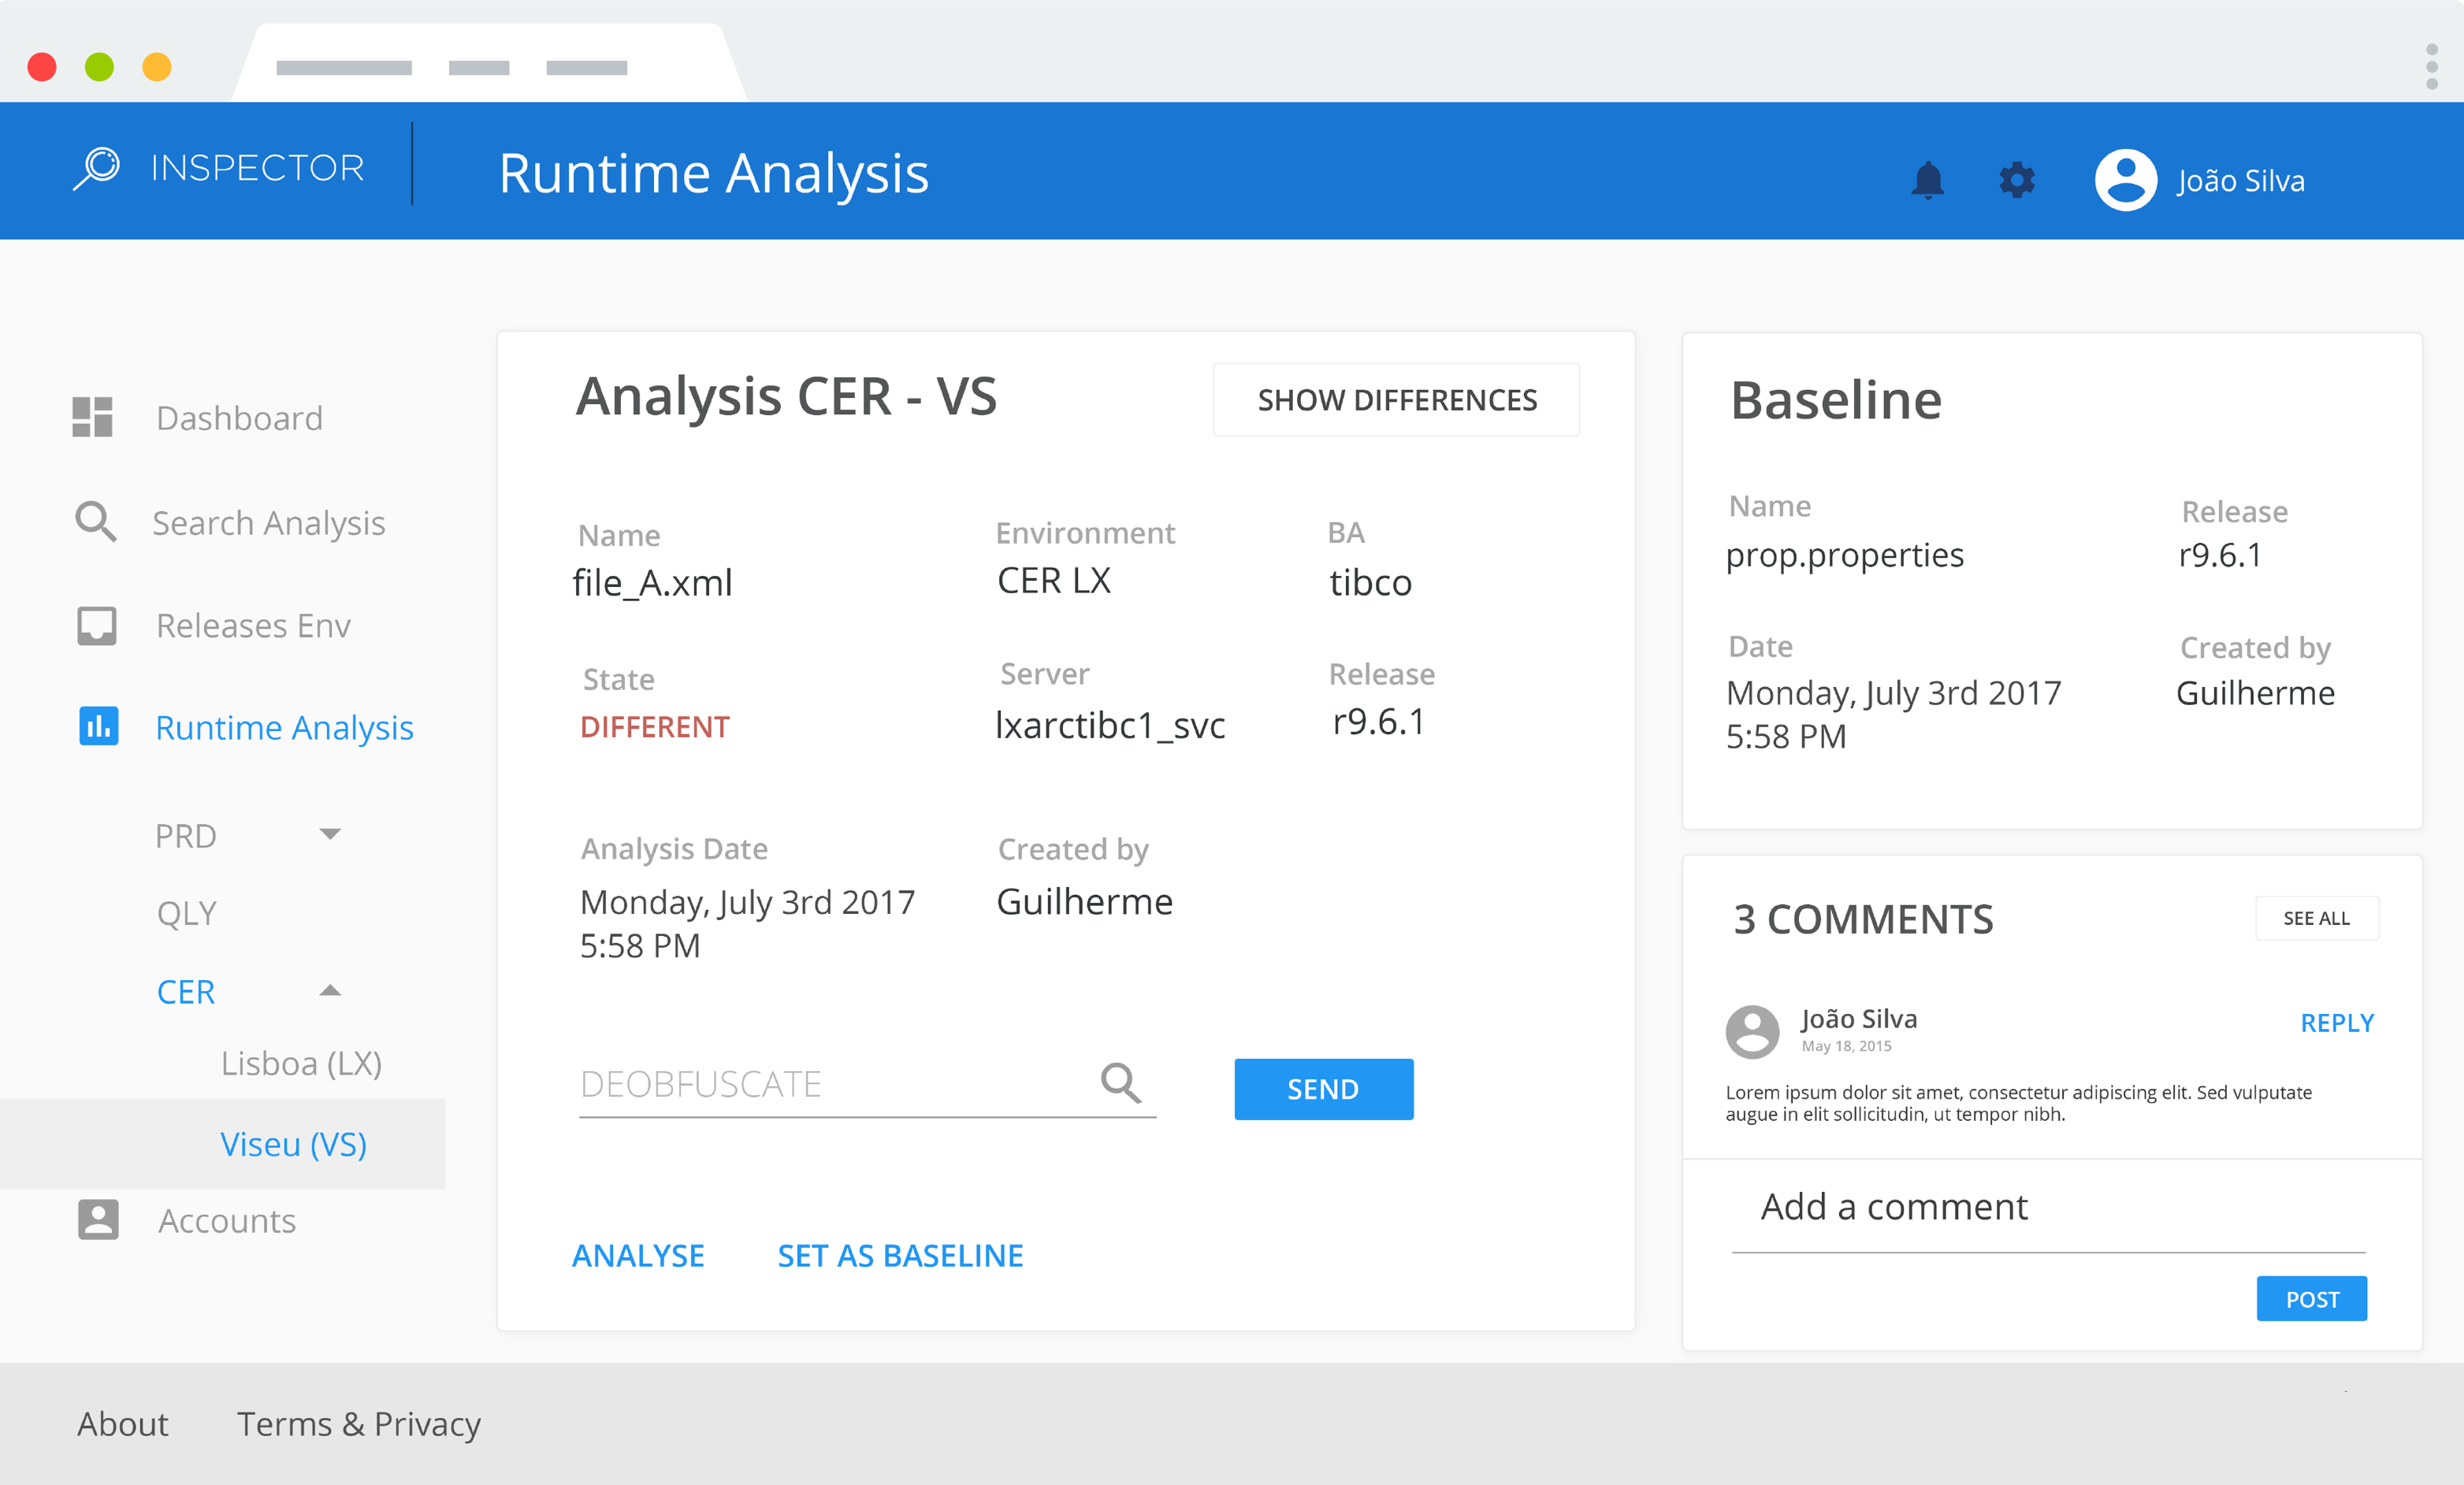 INSPECTOR
Runtime Analysis
João Silva
Dashboard
Search Analysis
Releases Env
Runtime Analysis
PRD
QLY
CER
Lisboa (LX)
Viseu (VS)
Accounts
Analysis CER - VS
SHOW DIFFERENCES
Name
Environment
BA
file_A.xml
CER LX
tibco
State
Server
Release
DIFFERENT
lxarctibc1_svc
r9.6.1
Analysis Date
Created by
Monday, July 3rd 2017
5:58 PM
Guilherme
DEOBFUSCATE
SEND
ANALYSE
SET AS BASELINE
Baseline
Name
Release
prop.properties
r9.6.1
Date
Created by
Monday, July 3rd 2017
5:58 PM
Guilherme
3 COMMENTS
SEE ALL
João Silva
May 18, 2015
REPLY
Lorem ipsum dolor sit amet, consectetur adipiscing elit. Sed vulputate
augue in elit sollicitudin, ut tempor nibh.
Add a comment
POST
About
Terms & Privacy